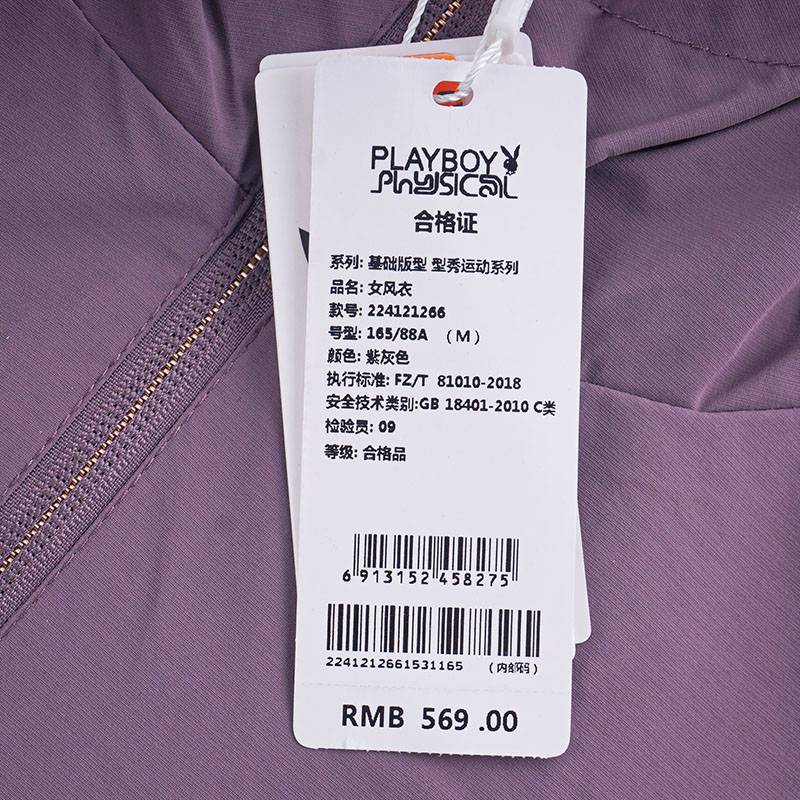 PLAYBOY
PhYSICAL
合格证
系列: 基础版型 型秀运动系列
品名: 女风衣
款号: 224121266
号型: 165/88A （M）
颜色: 紫灰色
执行标准: FZ/T 81010-2018
安全技术类别:GB 18401-2010 C类
检验员: 09
等级: 合格品
6 913152 458275
2241212661531165 （内部码）
RMB 569 .00